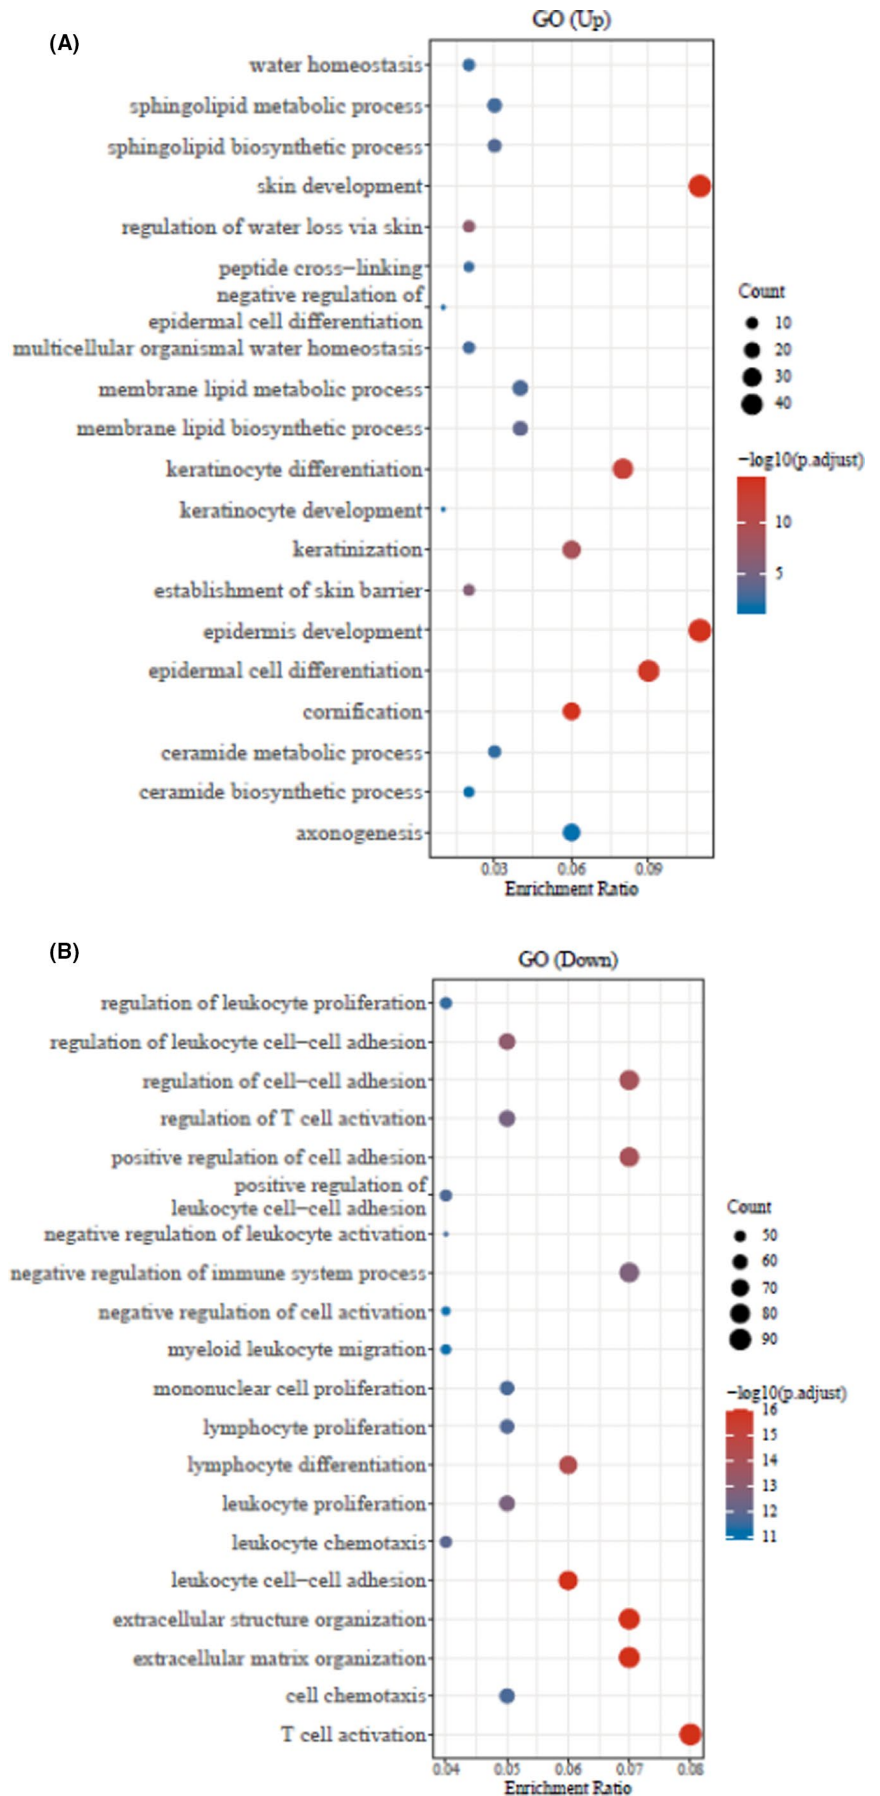 (A)
GO (Up)
water homeostasis
sphingolipid metabolic process
sphingolipid biosynthetic process
skin development
regulation of water loss via skin
peptide cross−linking
negative regulation of
epidermal cell differentiation
multicellular organismal water homeostasis
membrane lipid metabolic process
membrane lipid biosynthetic process
keratinocyte differentiation
keratinocyte development
keratinization
establishment of skin barrier
epidermis development
epidermal cell differentiation
cornification
ceramide metabolic process
ceramide biosynthetic process
axonogenesis
0.03 0.06 0.09
Enrichment Ratio
Count
10
20
30
40
−log10(p.adjust)
10
5
(B)
GO (Down)
regulation of leukocyte proliferation
regulation of leukocyte cell−cell adhesion
regulation of cell−cell adhesion
regulation of T cell activation
positive regulation of cell adhesion
positive regulation of
leukocyte cell−cell adhesion
negative regulation of leukocyte activation
negative regulation of immune system process
negative regulation of cell activation
myeloid leukocyte migration
mononuclear cell proliferation
lymphocyte proliferation
lymphocyte differentiation
leukocyte proliferation
leukocyte chemotaxis
leukocyte cell−cell adhesion
extracellular structure organization
extracellular matrix organization
cell chemotaxis
T cell activation
0.04 0.05 0.06 0.07 0.08
Enrichment Ratio
Count
50
60
70
80
90
−log10(p.adjust)
16
15
14
13
12
11